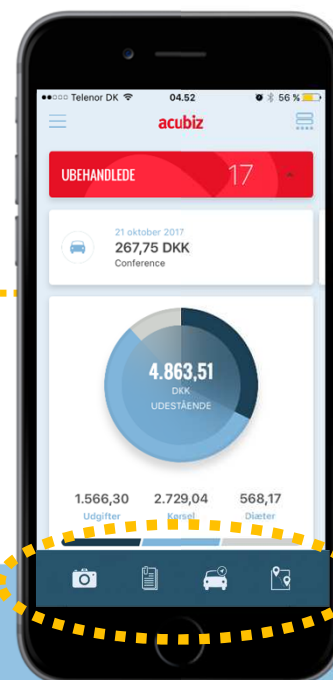 Telenor DK 04.52 56 %
acubiz
UBEHANDLEDE 17
21 oktober 2017
267,75 DKK
Conference
4.863,51
DKK
UDESTÅENDE
1.566,30 2.729,04 568,17
Udgifter Kørsel Diæter